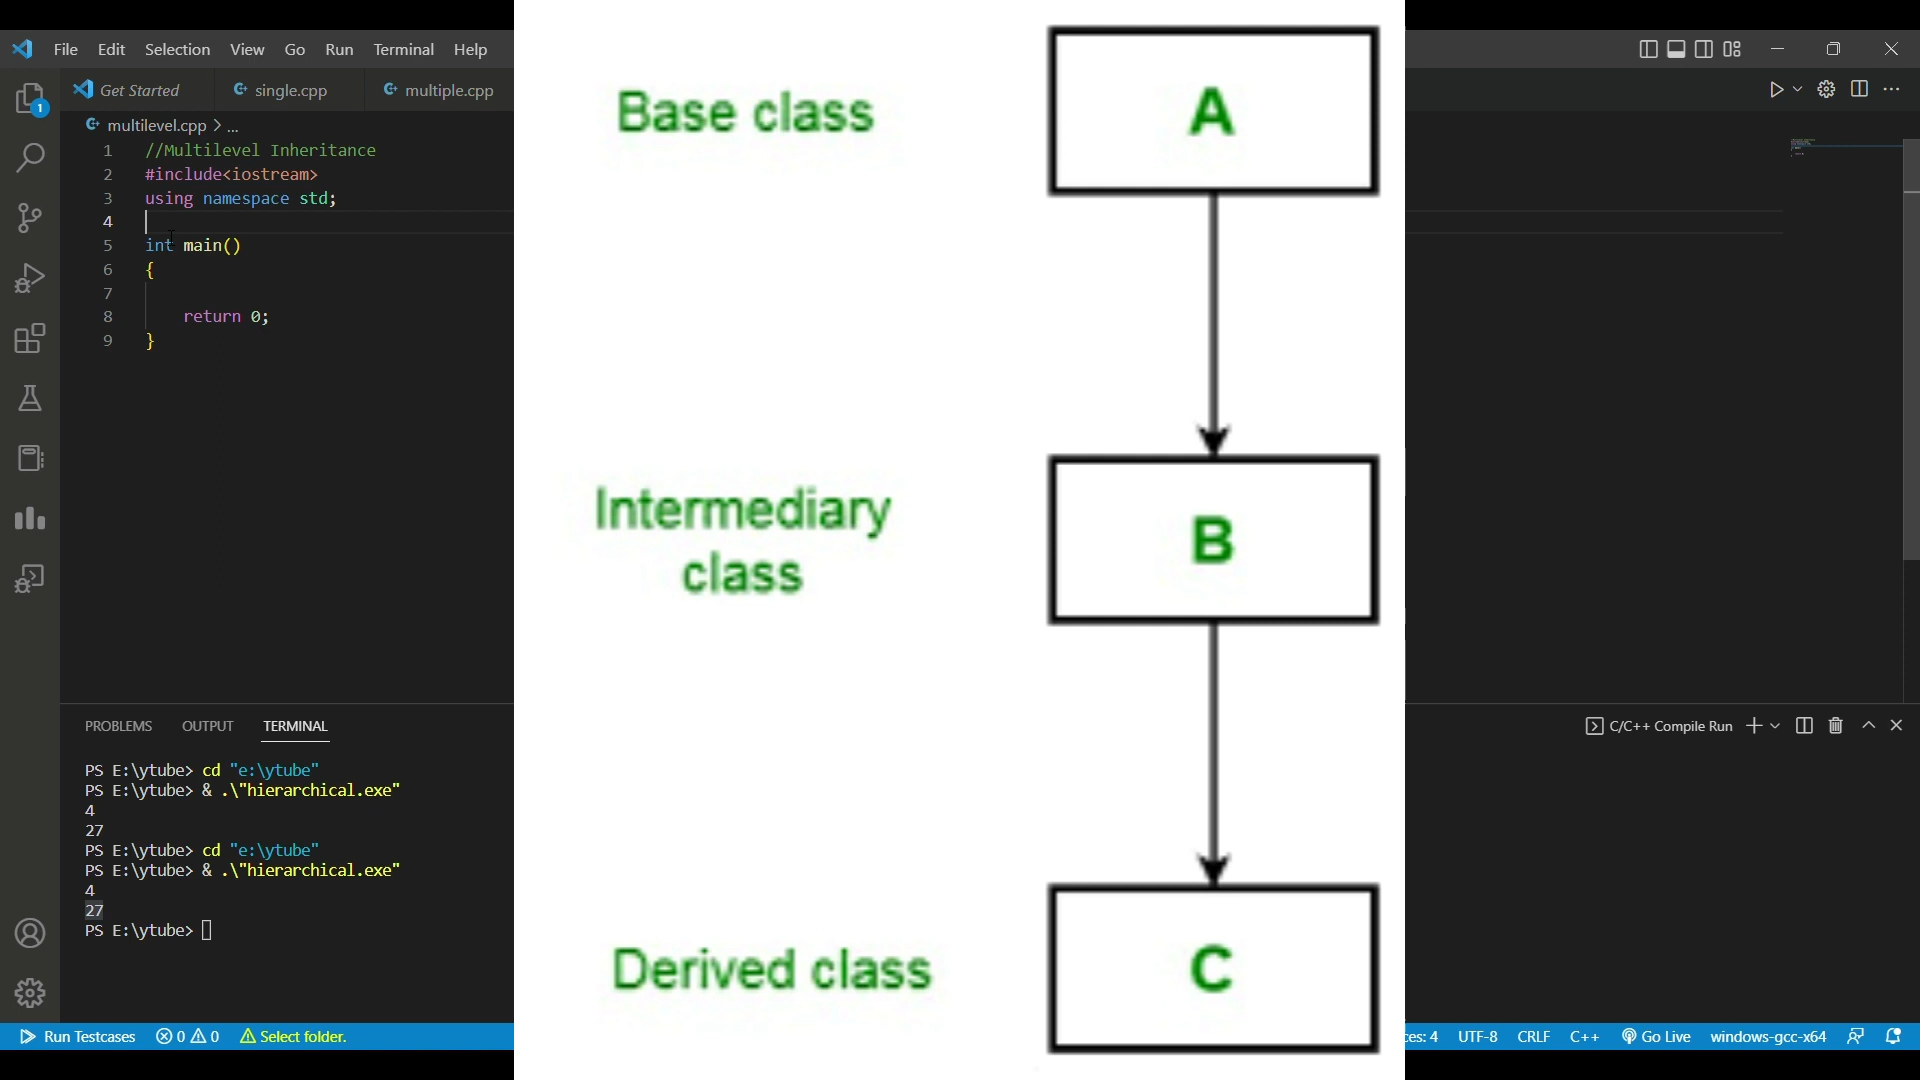 File Edit Selection View Go Run Terminal Help
Get Started single.cpp multiple.cpp
multilevel.cpp > ...
1 //Multilevel Inheritance
2 #include<iostream>
3 using namespace std;
4
5 int main()
6 {
7
8 return 0;
9 }
1
Base class
A
Intermediary
class
B
Derived class
C
PROBLEMS OUTPUT TERMINAL
C/C++ Compile Run
PS E:\ytube> cd "e:\ytube"
PS E:\ytube> & .\"hierarchical.exe"
4
27
PS E:\ytube> cd "e:\ytube"
PS E:\ytube> & .\"hierarchical.exe"
4
27
PS E:\ytube>
Run Testcases 0 0 Select folder.
4 UTF-8 CRLF C++ Go Live windows-gcc-x64